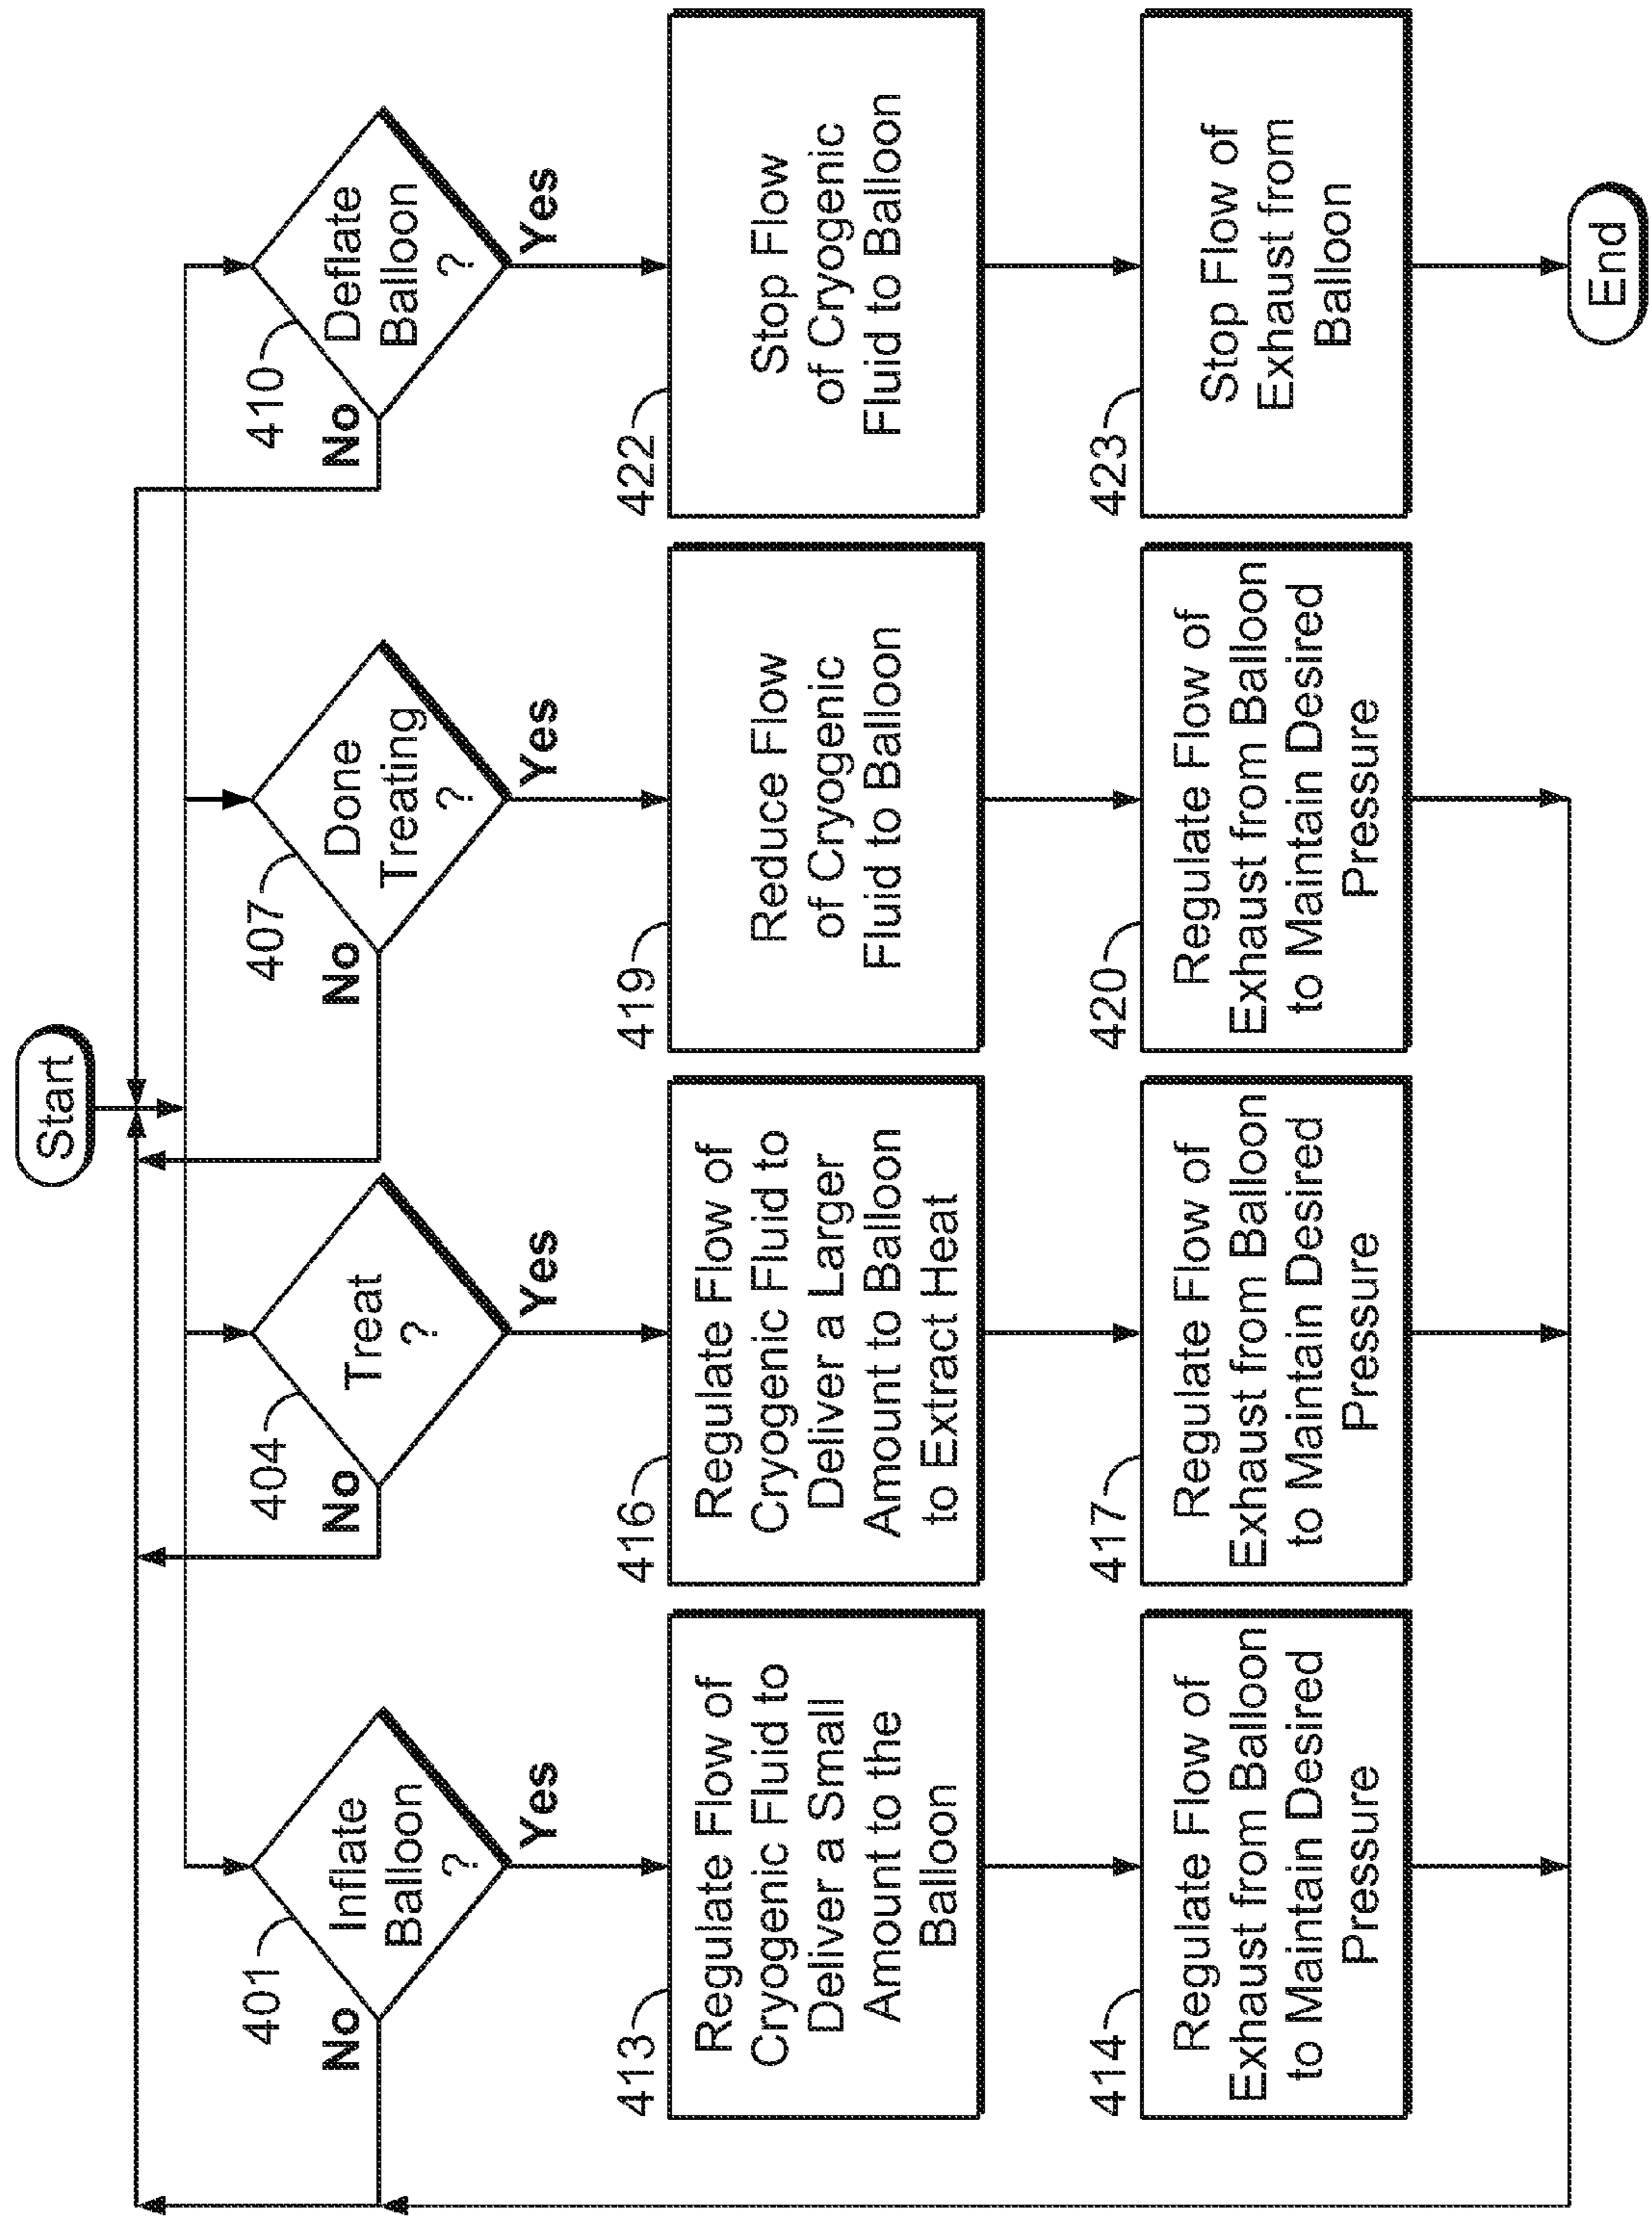 Start
401
Inflate
Balloon
?
No
Yes
404
Treat
?
No
Yes
407
Done
Treating
?
No
Yes
410
Deflate
Balloon
?
No
Yes
413
Regulate Flow of
Cryogenic Fluid to
Deliver a Small
Amount to the
Balloon
416
Regulate Flow of
Cryogenic Fluid to
Deliver a Larger
Amount to Balloon
to Extract Heat
419
Reduce Flow
of Cryogenic
Fluid to Balloon
422
Stop Flow
of Cryogenic
Fluid to Balloon
414
Regulate Flow of
Exhaust from Balloon
to Maintain Desired
Pressure
417
Regulate Flow of
Exhaust from Balloon
to Maintain Desired
Pressure
420
Regulate Flow of
Exhaust from Balloon
to Maintain Desired
Pressure
423
Stop Flow of
Exhaust from
Balloon
End